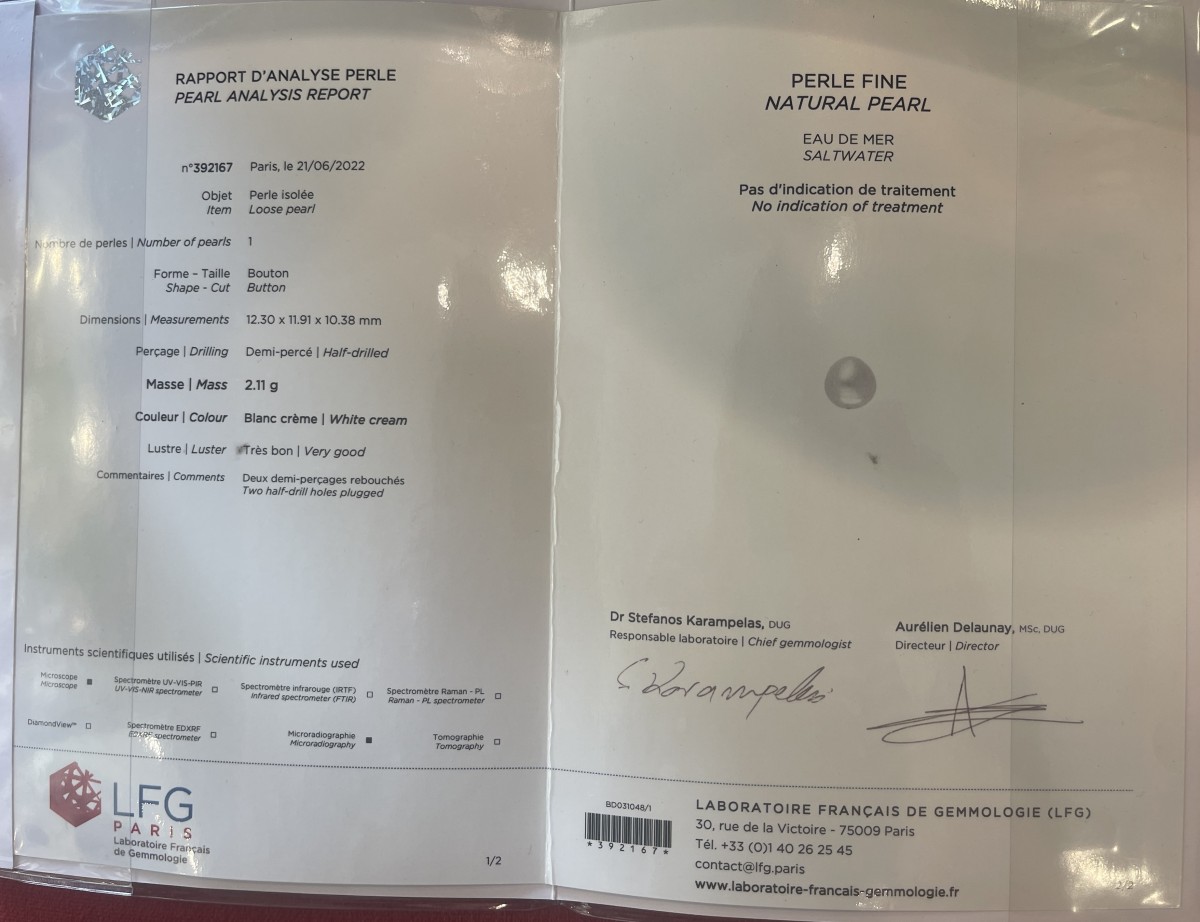 RAPPORT D'ANALYSE PERLE
PEARL ANALYSIS REPORT
n°392167 Paris, le 21/06/2022
Objet Perle isolée
Item Loose pearl
Nombre de perles | Number of pearls 1
Forme – Taille Bouton
Shape - Cut Button
Dimensions | Measurements 12.30 x 11.91 x 10.38 mm
Perçage | Drilling Demi-percé | Half-drilled
Masse | Mass 2.11 g
Couleur | Colour Blanc crème | White cream
Lustre | Luster Très bon | Very good
Commentaires | Comments Deux demi-perçages rebouchés
Two half-drill holes plugged
Instruments scientifiques utilisés | Scientific instruments used
Microscope Spectromètre UV-VIS-PIR Spectromètre infrarouge (IRTF) Spectromètre Raman - PL
Microscope UV-VIS-NIR spectrometer Infrared spectrometer (FTIR) Raman - PL spectrometer
DiamondView™ Spectromètre EDXRF Microradiographie Tomographie
EDXRF spectrometer Microradiography Tomography
LFG
PARIS
Laboratoire Français
de Gemmologie
1/2
PERLE FINE
NATURAL PEARL
EAU DE MER
SALTWATER
Pas d'indication de traitement
No indication of treatment
Dr Stefanos Karampelas, DUG
Responsable laboratoire | Chief gemmologist
Aurélien Delaunay, MSc, DUG
Directeur | Director
S Karampelas
BD031048/1
*392167*
LABORATOIRE FRANÇAIS DE GEMMOLOGIE (LFG)
30, rue de la Victoire - 75009 Paris
Tél. +33 (0)1 40 26 25 45
contact@lfg.paris
www.laboratoire-francais-gemmologie.fr
2/2